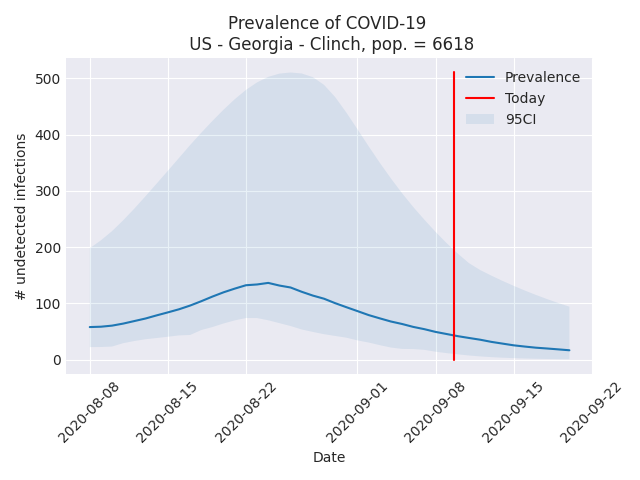 Prevalence of COVID-19
US - Georgia - Clinch, pop. = 6618
# undetected infections
500
400
300
200
100
0
Prevalence
Today
95CI
2020-08-08
2020-08-15
2020-08-22
2020-09-01
2020-09-08
2020-09-15
2020-09-22
Date